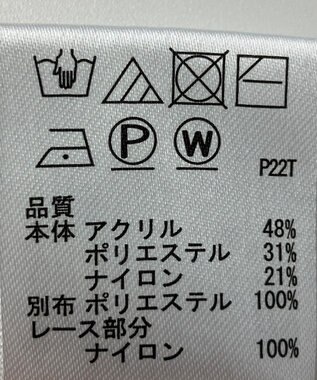 P W P22T
品質
本体 アクリル 48%
ポリエステル 31%
ナイロン 21%
別布 ポリエステル 100%
レース部分
ナイロン 100%